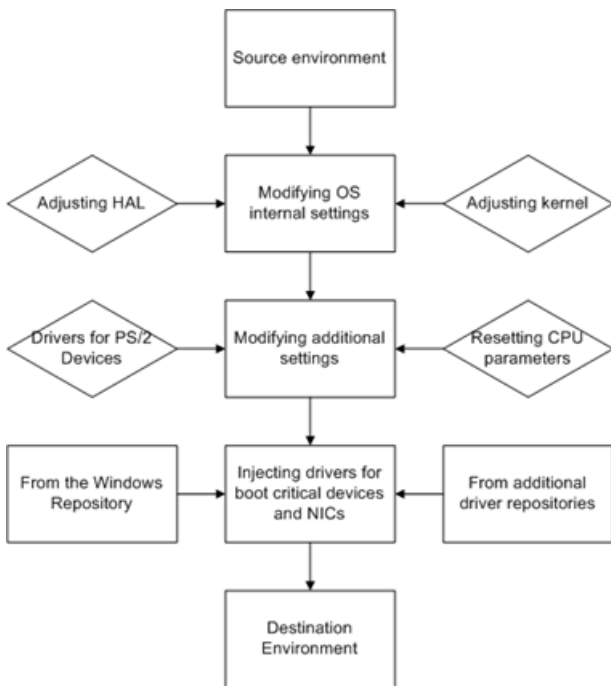 Source environment
Adjusting HAL
Modifying OS
internal settings
Adjusting kernel
Drivers for PS/2
Devices
Modifying additional
settings
Resetting CPU
parameters
From the Windows
Repository
Injecting drivers for
boot critical devices
and NICs
From additional
driver repositories
Destination
Environment